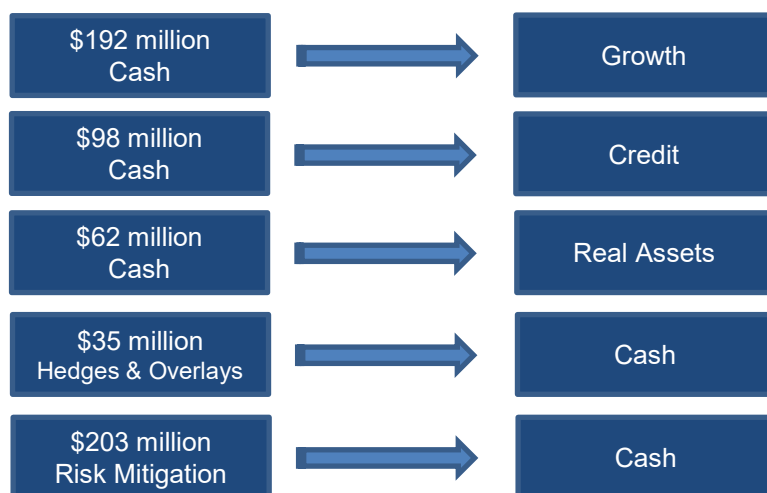 $192 million
Cash
Growth
$98 million
Cash
Credit
$62 million
Cash
Real Assets
$35 million
Hedges & Overlays
Cash
$203 million
Risk Mitigation
Cash